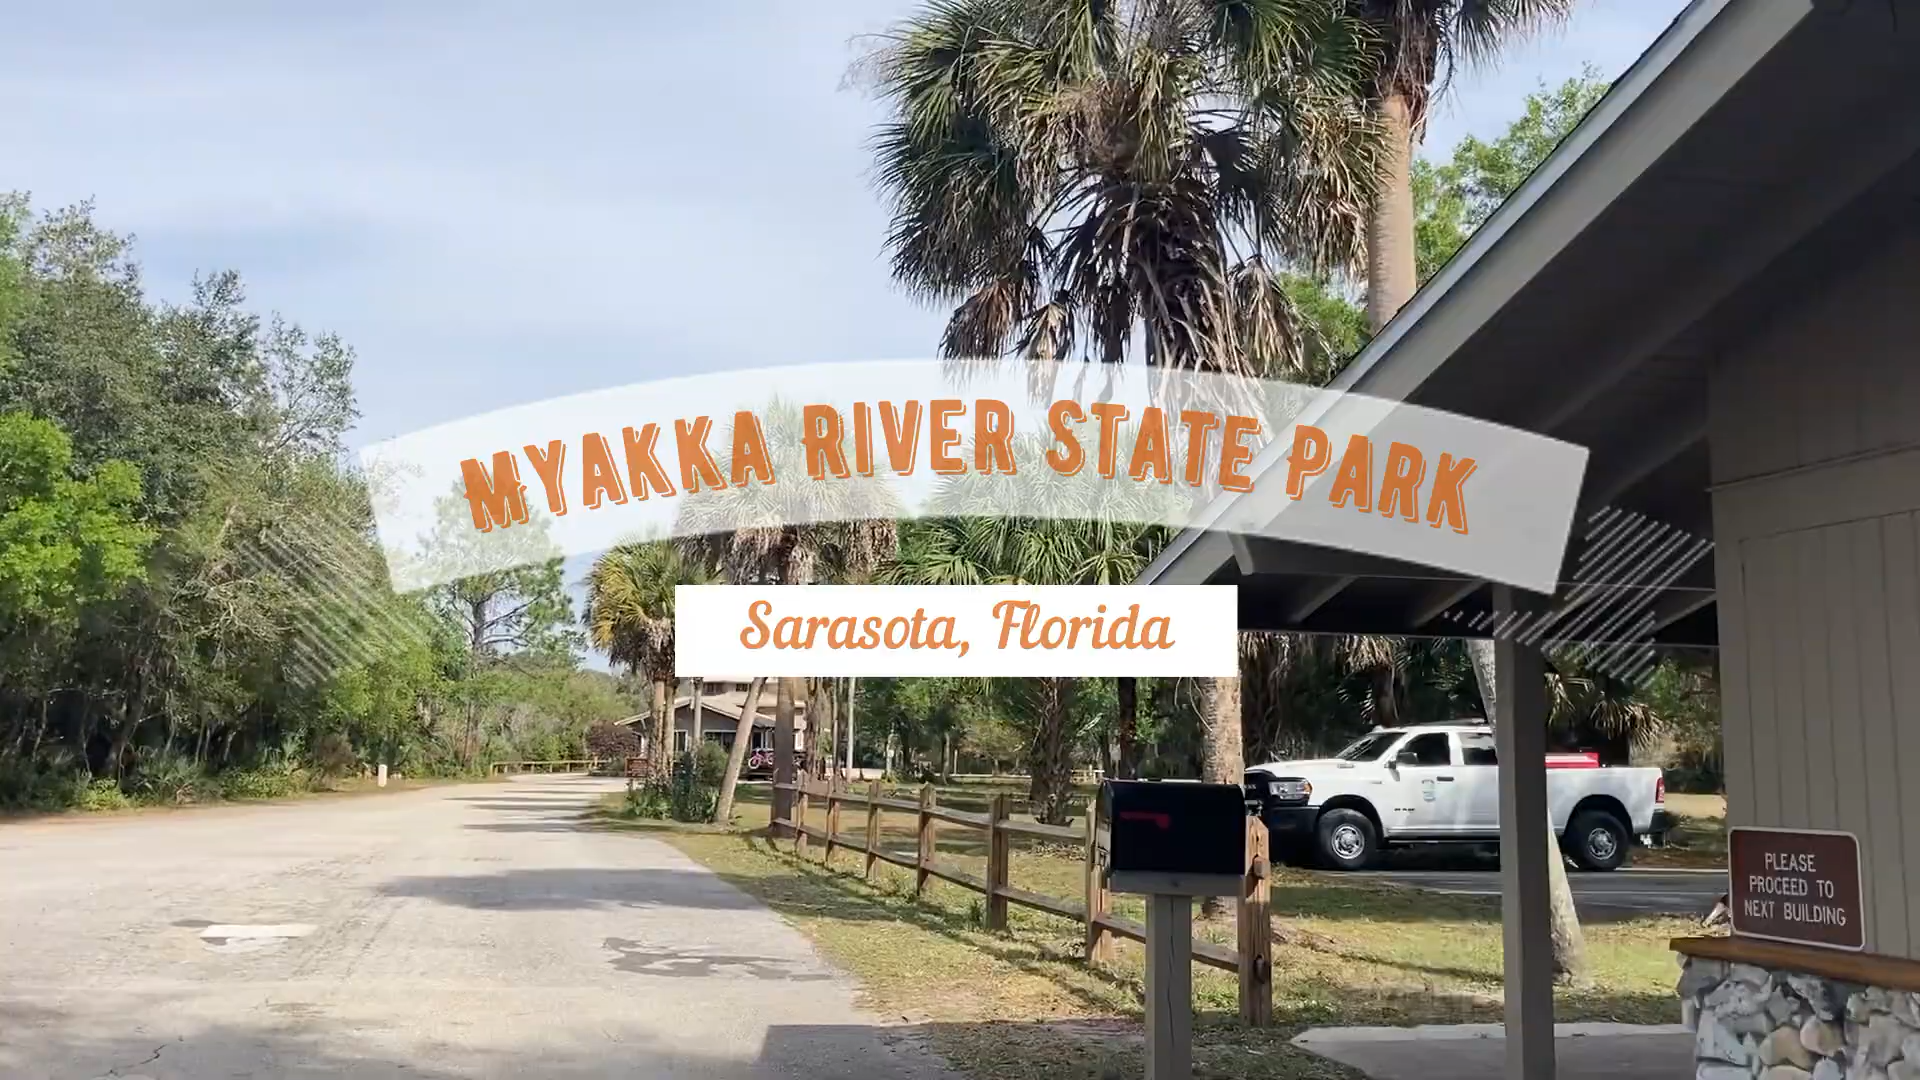 MYAKKA RIVER STATE PARK
Sarasota, Florida
PLEASE
PROCEED TO
NEXT BUILDING